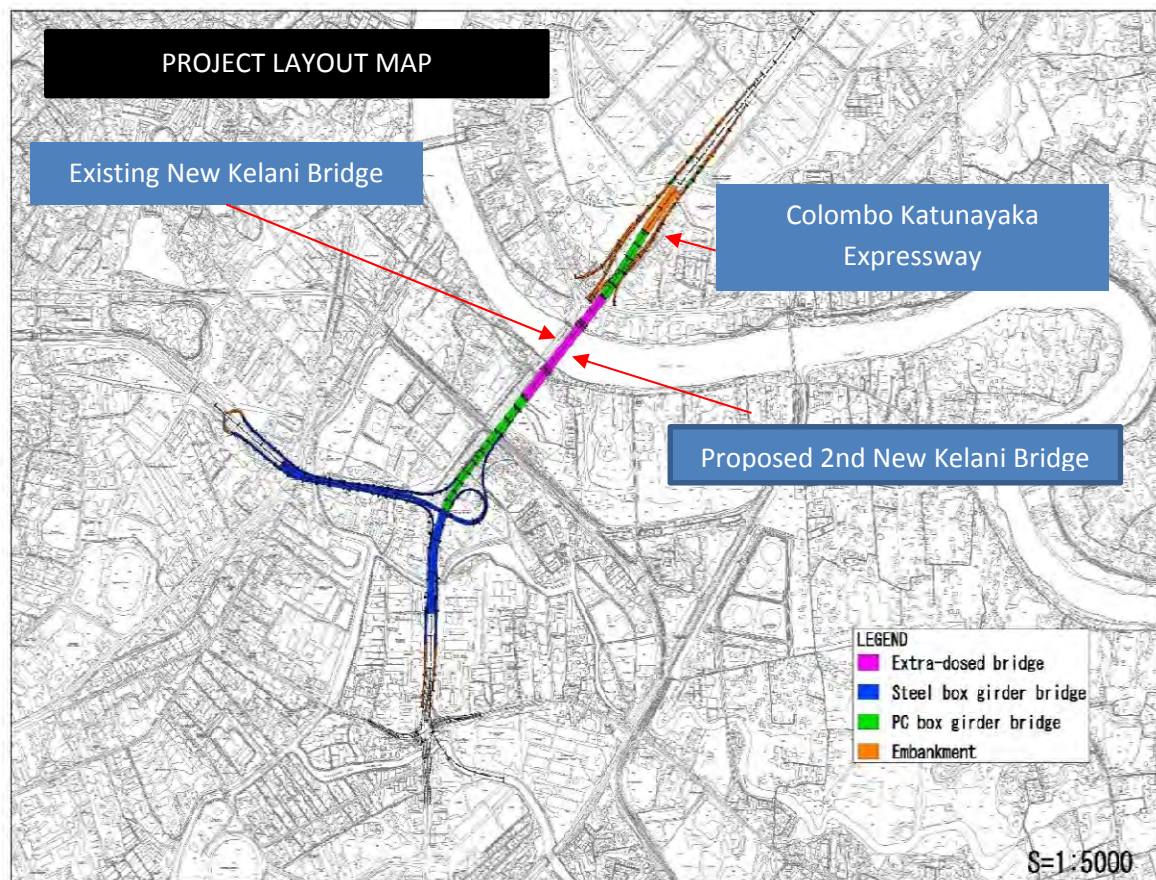 PROJECT LAYOUT MAP
Existing New Kelani Bridge
Colombo Katunayaka
Expressway
Proposed 2nd New Kelani Bridge
LEGEND
Extra-dosed bridge
Steel box girder bridge
PC box girder bridge
Embankment
S=1:5000